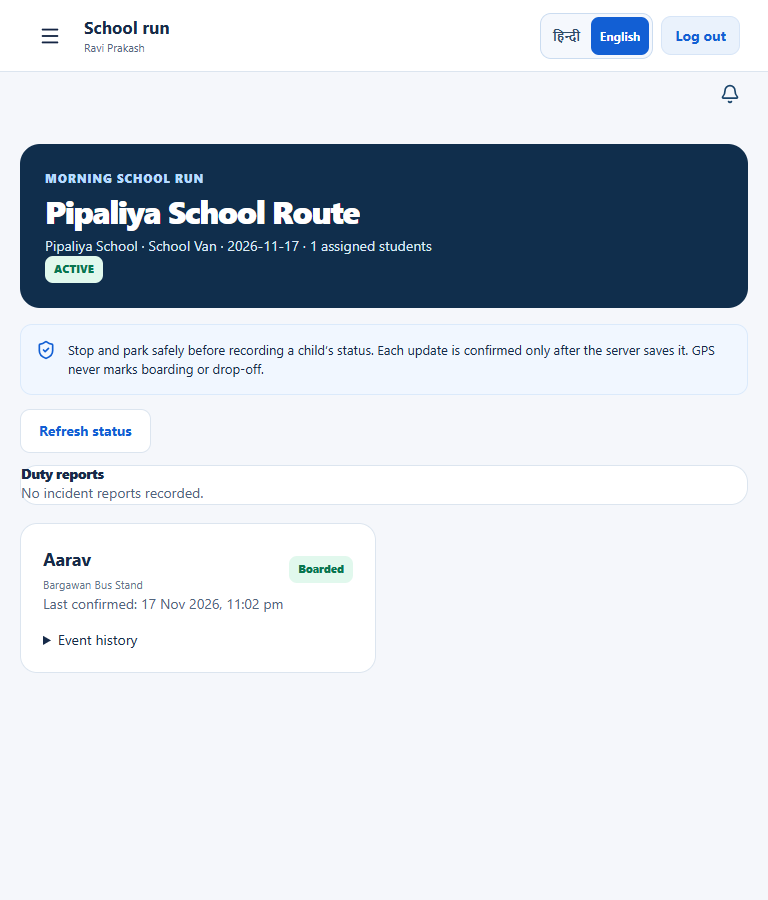 School run
Ravi Prakash
हिन्दी
English
Log out
MORNING SCHOOL RUN
Pipaliya School Route
Pipaliya School · School Van · 2026-11-17 · 1 assigned students
ACTIVE
Stop and park safely before recording a child's status. Each update is confirmed only after the server saves it. GPS
never marks boarding or drop-off.
Refresh status
Duty reports
No incident reports recorded.
Aarav
Boarded
Bargawan Bus Stand
Last confirmed: 17 Nov 2026, 11:02 pm
Event history